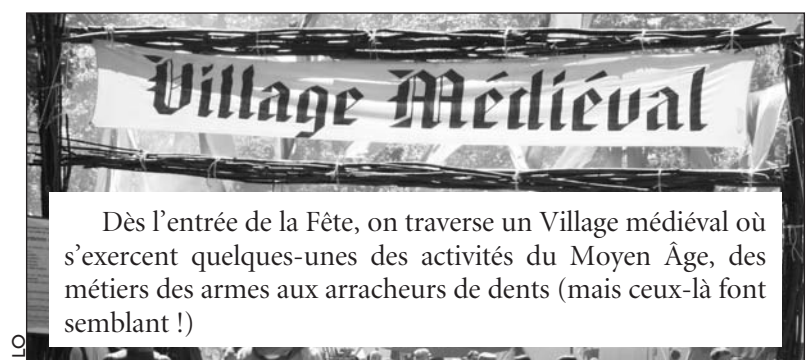 Village Médiéval
Dès l'entrée de la Fête, on traverse un Village médiéval où
s'exercent quelques-unes des activités du Moyen Âge, des
métiers des armes aux arracheurs de dents (mais ceux-là font
semblant !)
LO